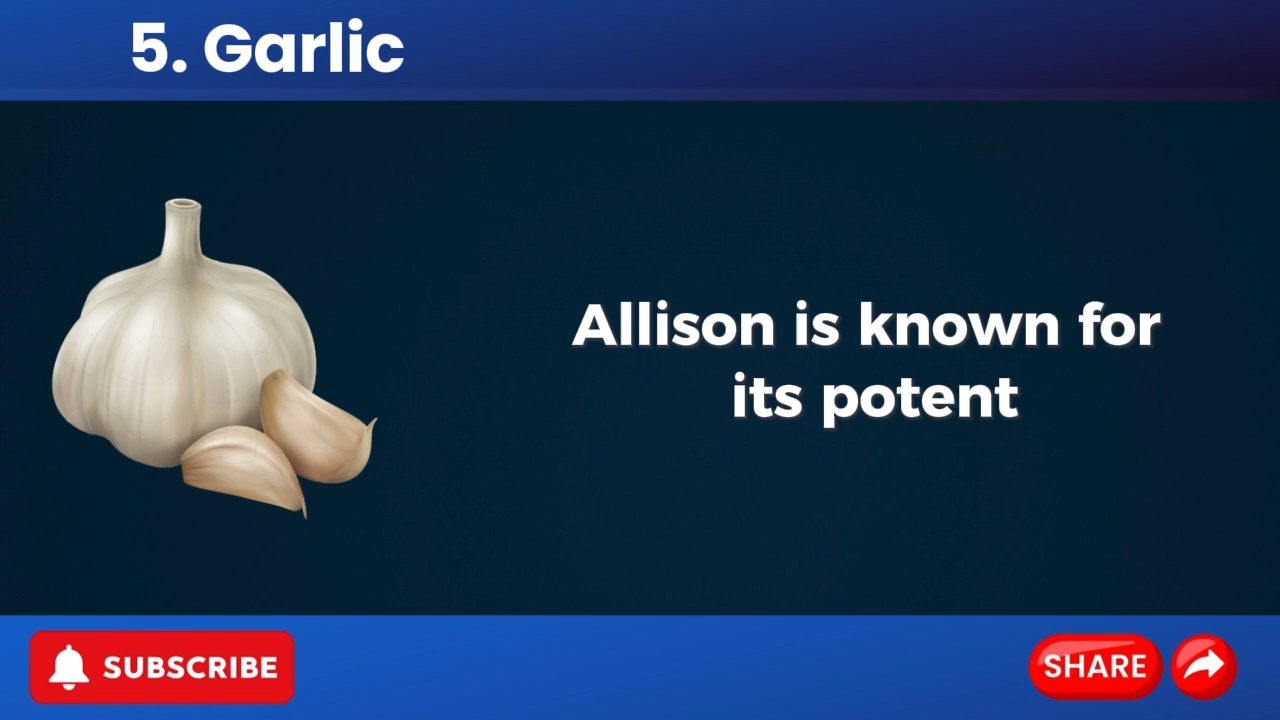 5. Garlic
Allison is known for
its potent
SUBSCRIBE
SHARE